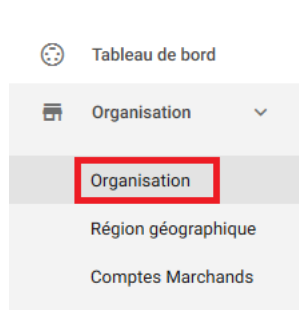 Tableau de bord
Organisation
Organisation
Région géographique
Comptes Marchands